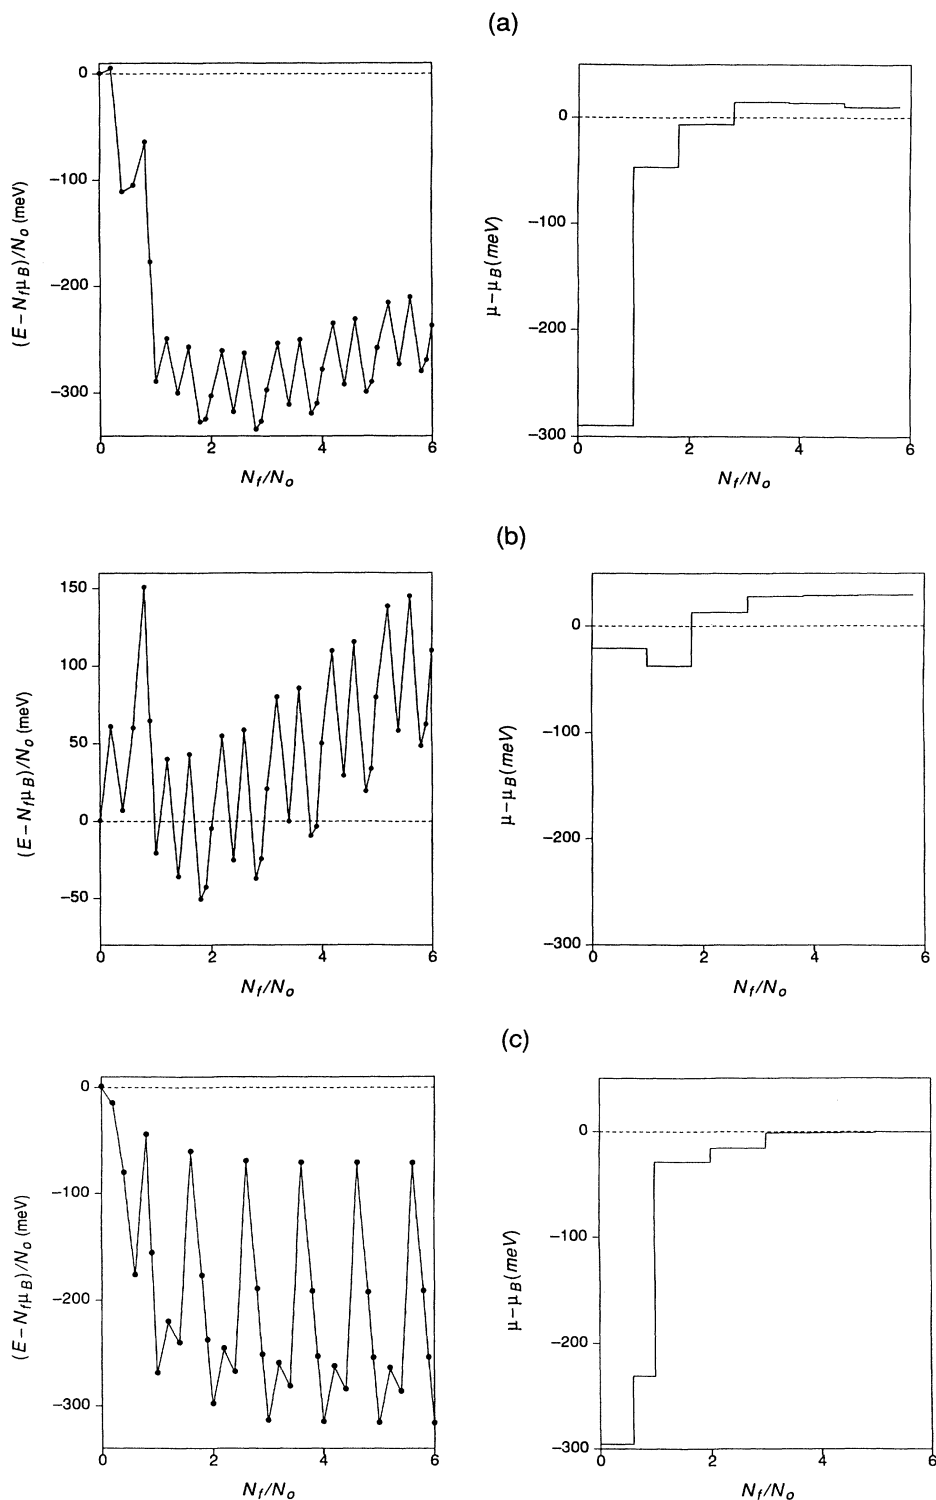 (a)
(E − N_f μ_B)/N_o (meV)
0
−100
−200
−300
0 2 4 6
N_f/N_o
μ − μ_B (meV)
0
−100
−200
−300
0 2 4 6
N_f/N_o
(b)
(E − N_f μ_B)/N_o (meV)
150
100
50
0
−50
0 2 4 6
N_f/N_o
μ − μ_B (meV)
0
−100
−200
−300
0 2 4 6
N_f/N_o
(c)
(E − N_f μ_B)/N_o (meV)
0
−100
−200
−300
0 2 4 6
N_f/N_o
μ − μ_B (meV)
0
−100
−200
−300
0 2 4 6
N_f/N_o